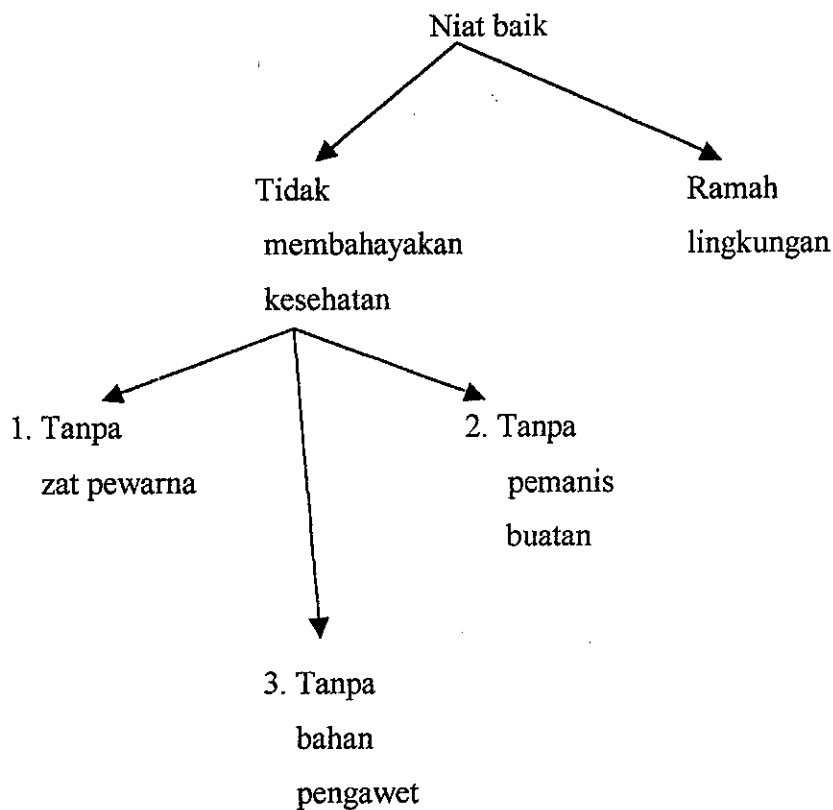 Niat baik
Tidak
membahayakan
kesehatan
Ramah
lingkungan
1. Tanpa
zat pewarna
2. Tanpa
pemanis
buatan
3. Tanpa
bahan
pengawet